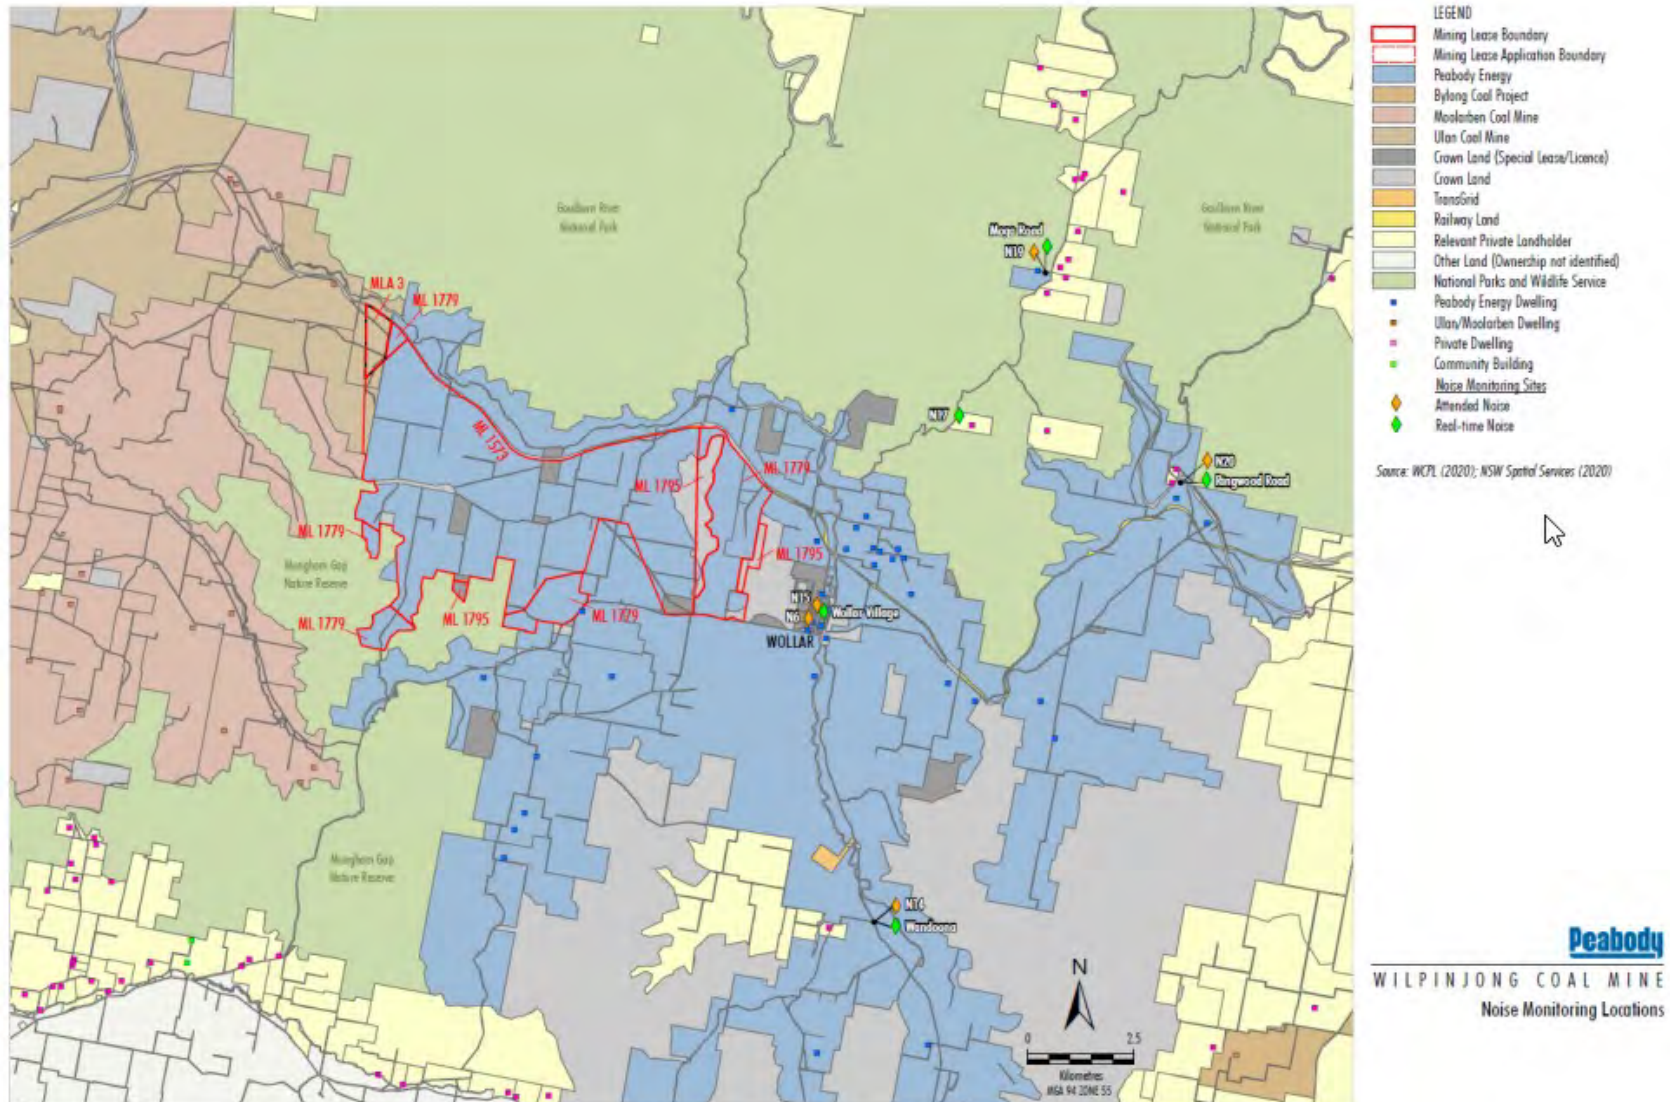 LEGEND
Mining Lease Boundary
Mining Lease Application Boundary
Peabody Energy
Bylong Coal Project
Moolarben Coal Mine
Ulan Coal Mine
Crown Land (Special Lease/Licence)
Crown Land
TransGrid
Railway Land
Relevant Private Landholder
Other Land (Ownership not identified)
National Parks and Wildlife Service
Peabody Energy Dwelling
Ulan/Moolarben Dwelling
Private Dwelling
Community Building
Noise Monitoring Sites
Attended Noise
Real-time Noise
Source: WCPL (2020); NSW Spatial Services (2020)
Goulburn River
National Park
Goulburn River
National Park
Mogo Road
N19
MLA 3
ML 1779
N17
ML 1573
ML 1779
N20
Ringwood Road
ML 1795
ML 1779
ML 1795
Munghorn Gap
Nature Reserve
N15
Wollar Village
N6
ML 1779
ML 1795
ML 1779
WOLLAR
Munghorn Gap
Nature Reserve
N14
Wandoona
N
0 2.5
Kilometres
MGA 94 ZONE 55
Peabody
WILPINJONG COAL MINE
Noise Monitoring Locations